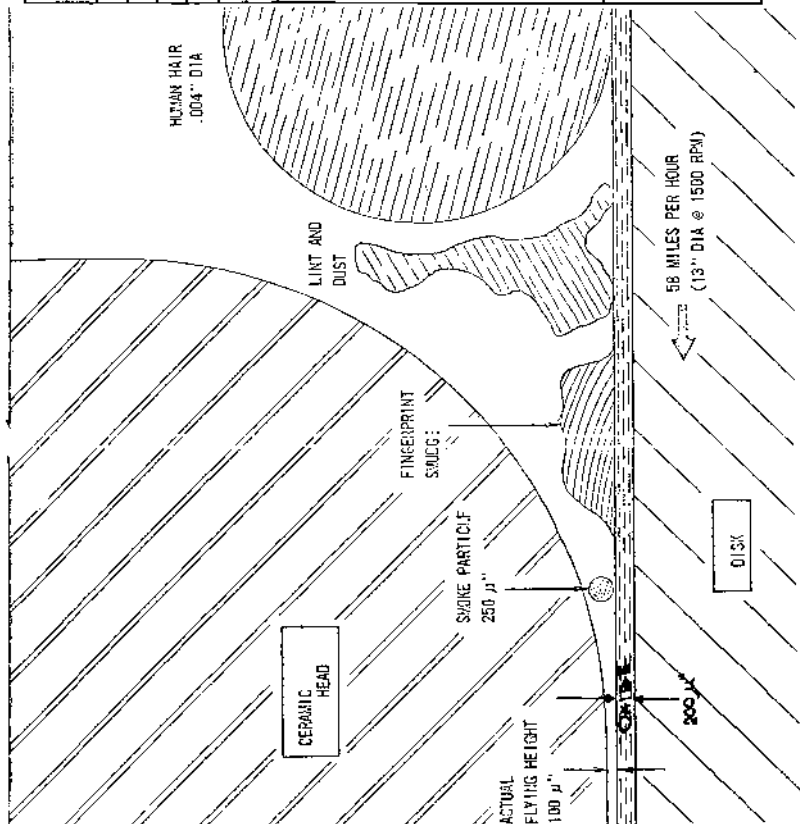 HUMAN HAIR
.004" DIA
LINT AND
DUST
FINGERPRINT
SMUDGE
SMOKE PARTICLE
250 µ"
CERAMIC
HEAD
ACTUAL
FLYING HEIGHT
100 µ"
58 MILES PER HOUR
(13" DIA @ 1500 RPM)
DISK
OXIDE
200 µ"